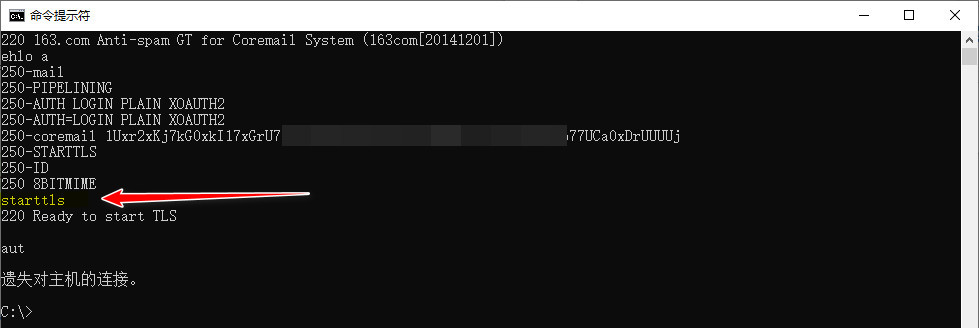 命令提示符
220 163.com Anti-spam GT for Coremail System (163com[20141201])
ehlo a
250-mail
250-PIPELINING
250-AUTH LOGIN PLAIN XOAUTH2
250-AUTH=LOGIN PLAIN XOAUTH2
250-coremail 1Uxr2xKj7kG0xkI17xGrU7 77UCa0xDrUUUUj
250-STARTTLS
250-ID
250 8BITMIME
starttls
220 Ready to start TLS
aut
遗失对主机的连接。
C:\>